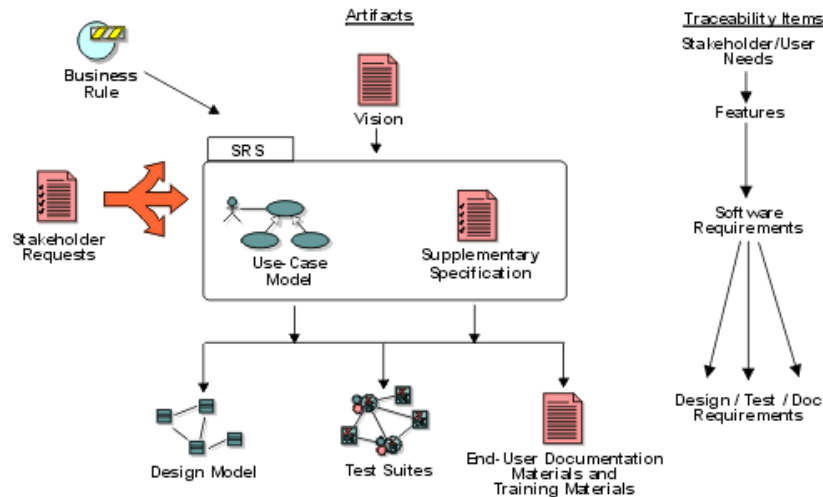 Artifacts
Traceability Items
Stakeholder/User
Needs
Business
Rule
Vision
Features
SRS
Stakeholder
Requests
Use-Case
Model
Supplementary
Specification
Software
Requirements
Design / Test / Doc
Requirements
Design Model
Test Suites
End-User Documentation
Materials and
Training Materials